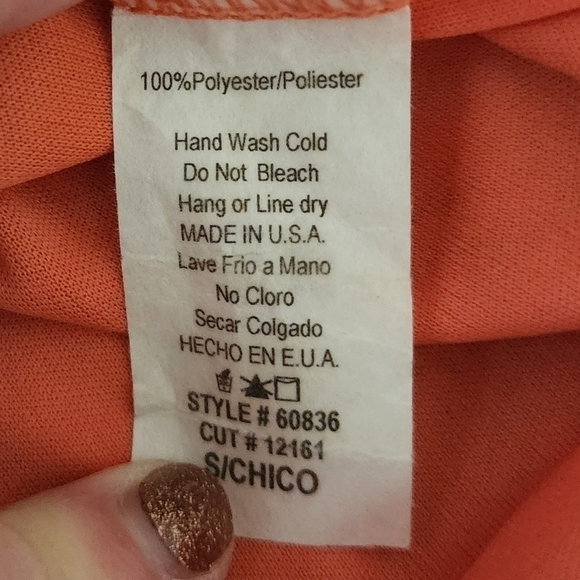 100%Polyester/Poliester
Hand Wash Cold
Do Not Bleach
Hang or Line dry
MADE IN U.S.A.
Lave Frio a Mano
No Cloro
Secar Colgado
HECHO EN E.U.A.
STYLE # 60836
CUT # 12161
S/CHICO